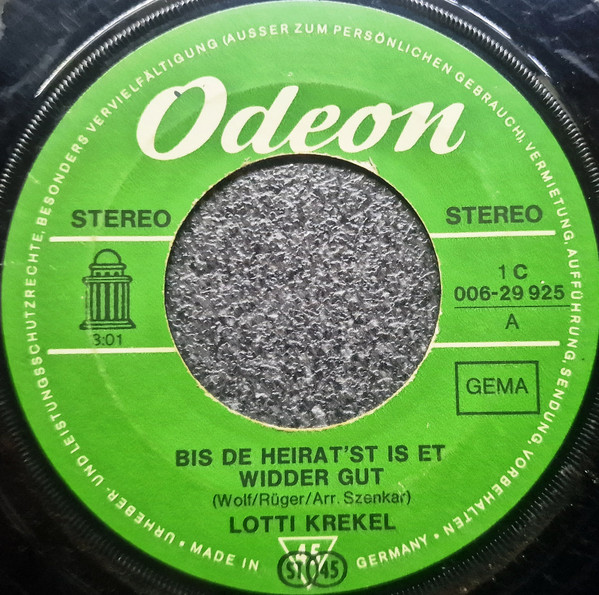 URHEBER- UND LEISTUNGSSCHUTZRECHTE, BESONDERS VERVIELFÄLTIGUNG (AUSSER ZUM PERSÖNLICHEN GEBRAUCH), VERMIETUNG, AUFFÜHRUNG, SENDUNG, VORBEHALTEN
Odeon
STEREO
STEREO
3:01
1 C
006-29 925
A
GEMA
BIS DE HEIRAT'ST IS ET
WIDDER GUT
(Wolf/Rüger/Arr. Szenkar)
LOTTI KREKEL
• MADE IN GERMANY •
ST 45